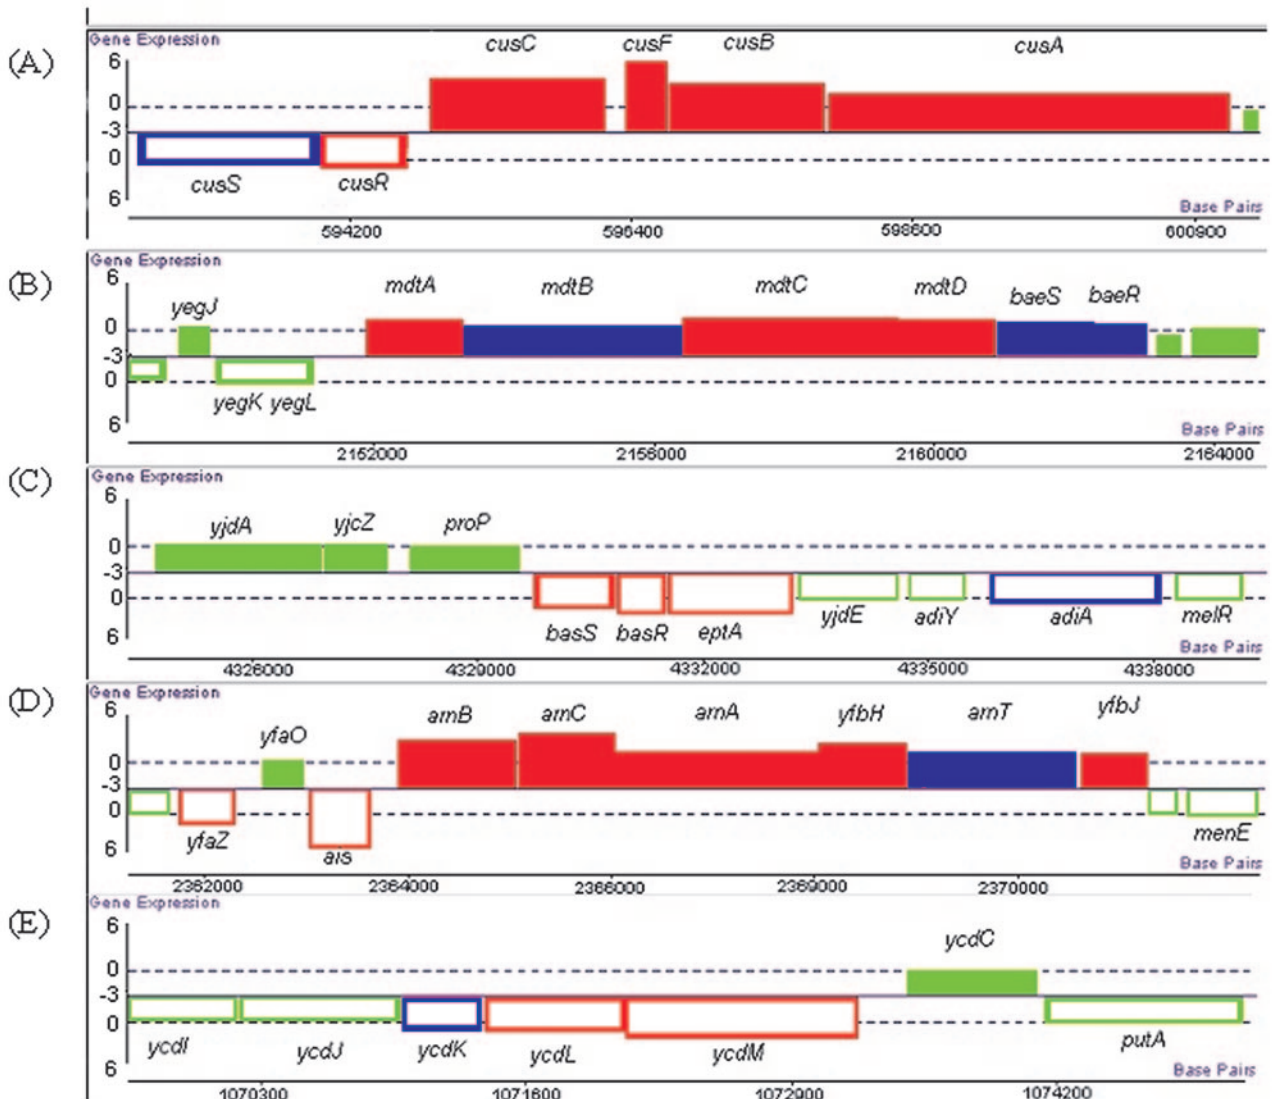 (A)
Gene Expression
cusC cusF cusB cusA
6
0
-3
0
6
cusS cusR
Base Pairs
594200 596400 598600 600900
(B)
Gene Expression
6
0
-3
0
6
yegJ mdtA mdtB mdtC mdtD baeS baeR
yegK yegL
Base Pairs
2152000 2156000 2160000 2164000
(C)
Gene Expression
6
0
-3
0
6
yjdA yjcZ proP
basS basR eptA yjdE adiY adiA melR
Base Pairs
4326000 4329000 4332000 4335000 4338000
(D)
Gene Expression
6
0
-3
0
6
yfaO arnB arnC arnA yfbH arnT yfbJ
yfaZ ais menE
Base Pairs
2362000 2364000 2366000 2369000 2370000
(E)
Gene Expression
6
0
-3
0
6
ycdC
ycdI ycdJ ycdK ycdL ycdM putA
Base Pairs
1070300 1071600 1072900 1074200